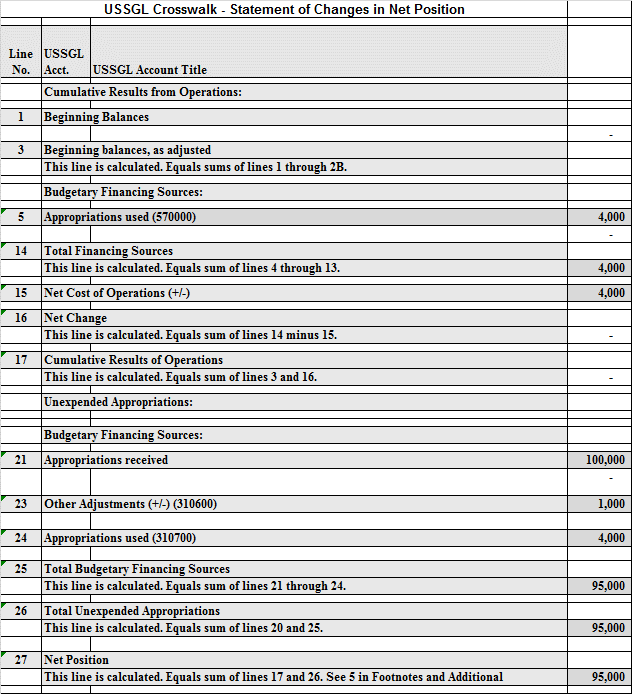 USSGL Crosswalk - Statement of Changes in Net Position
Line No. USSGL Acct. USSGL Account Title
Cumulative Results from Operations:
1 Beginning Balances
-
3 Beginning balances, as adjusted
This line is calculated. Equals sums of lines 1 through 2B.
Budgetary Financing Sources:
5 Appropriations used (570000) 4,000
-
14 Total Financing Sources
This line is calculated. Equals sum of lines 4 through 13. 4,000
15 Net Cost of Operations (+/-) 4,000
16 Net Change
This line is calculated. Equals sum of lines 14 minus 15. -
17 Cumulative Results of Operations
This line is calculated. Equals sum of lines 3 and 16. -
Unexpended Appropriations:
Budgetary Financing Sources:
21 Appropriations received 100,000
-
23 Other Adjustments (+/-) (310600) 1,000
24 Appropriations used (310700) 4,000
25 Total Budgetary Financing Sources
This line is calculated. Equals sum of lines 21 through 24. 95,000
26 Total Unexpended Appropriations
This line is calculated. Equals sum of lines 20 and 25. 95,000
27 Net Position
This line is calculated. Equals sum of lines 17 and 26. See 5 in Footnotes and Additional 95,000